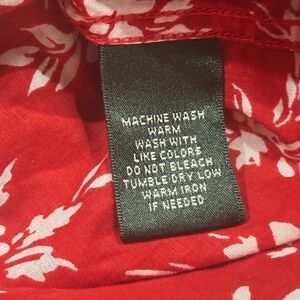 MACHINE WASH
WARM
WASH WITH
LIKE COLORS
DO NOT BLEACH
TUMBLE DRY LOW
WARM IRON
IF NEEDED